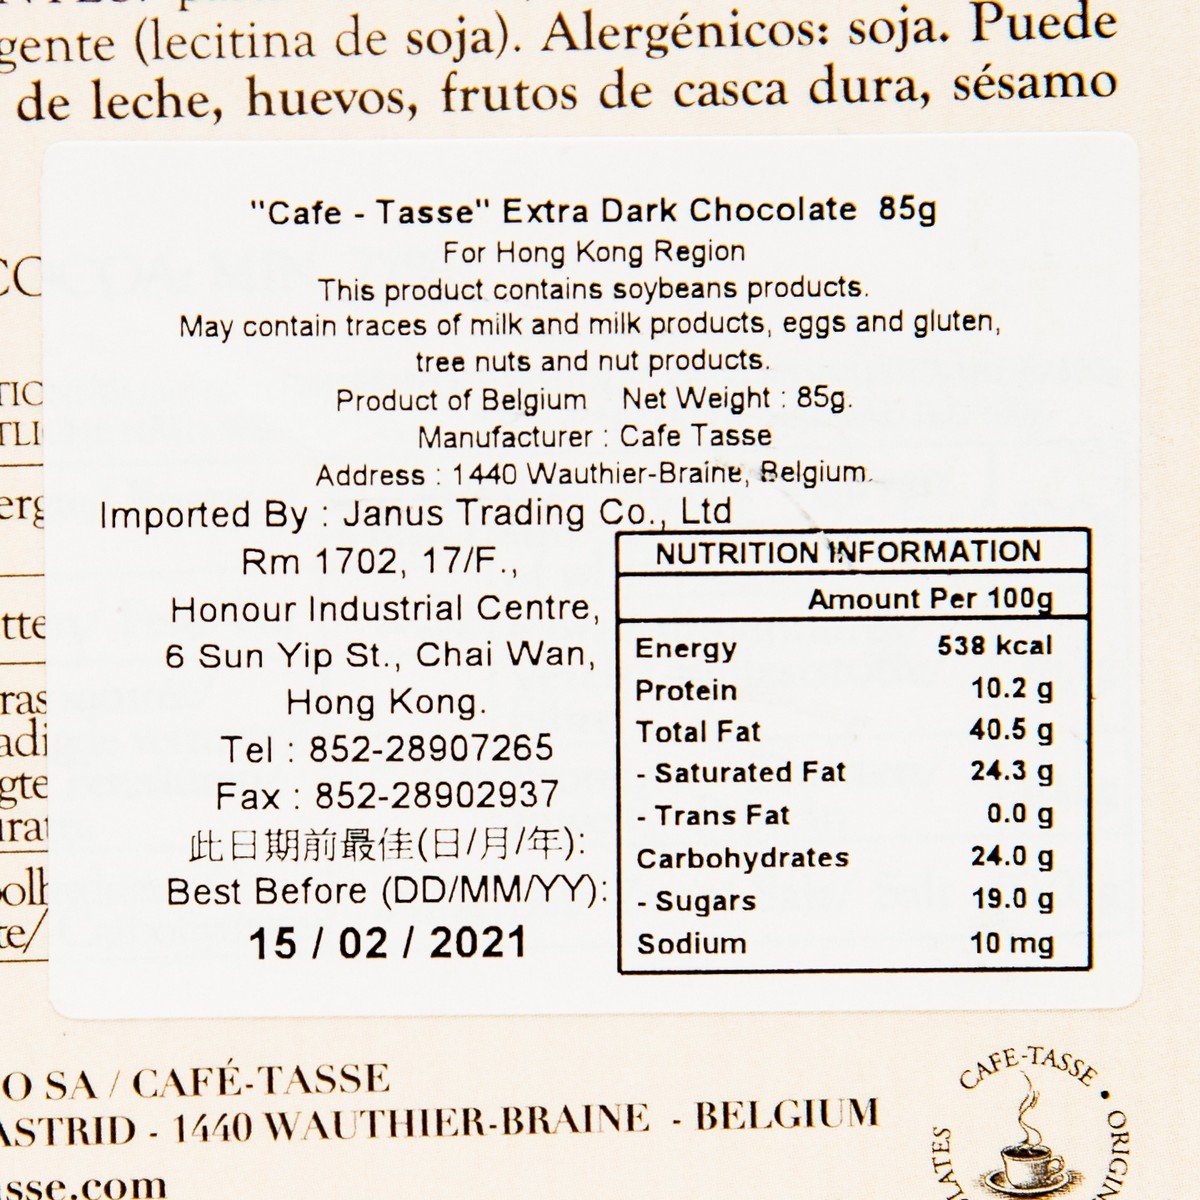 (lecitina de soja). Alergénicos: soja. Puede
de leche, huevos, frutos de casca dura, sésamo
"Cafe - Tasse" Extra Dark Chocolate 85g
For Hong Kong Region
This product contains soybeans products.
May contain traces of milk and milk products, eggs and gluten,
tree nuts and nut products.
Product of Belgium Net Weight : 85g.
Manufacturer : Cafe Tasse
Address : 1440 Wauthier-Braine, Belgium.
Imported By : Janus Trading Co., Ltd
Rm 1702, 17/F.,
Honour Industrial Centre,
6 Sun Yip St., Chai Wan,
Hong Kong.
Tel : 852-28907265
Fax : 852-28902937
此日期前最佳(日/月/年):
Best Before (DD/MM/YY):
15 / 02 / 2021
NUTRITION INFORMATION
Amount Per 100g
Energy 538 kcal
Protein 10.2 g
Total Fat 40.5 g
- Saturated Fat 24.3 g
- Trans Fat 0.0 g
Carbohydrates 24.0 g
- Sugars 19.0 g
Sodium 10 mg
O SA / CAFÉ-TASSE
ASTRID - 1440 WAUTHIER-BRAINE - BELGIUM
asse.com
CAFE-TASSE •